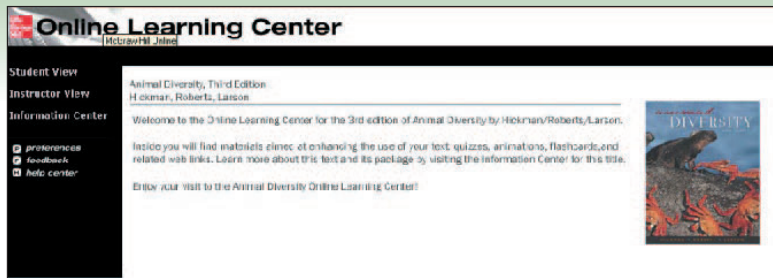 Online Learning Center
Student View
Instructor View
Information Center
preferences
feedback
help center
Animal Diversity, Third Edition
Hickman, Roberts, Larson
Welcome to the Online Learning Center for the 3rd edition of Animal Diversity by Hickman/Roberts/Larson.
Inside you will find materials aimed at enhancing the use of your text: quizzes, animations, flashcards,and
related web links. Learn more about this text and its package by visiting the Information Center for this title.
Enjoy your visit to the Animal Diversity Online Learning Center!
animal
DIVERSITY